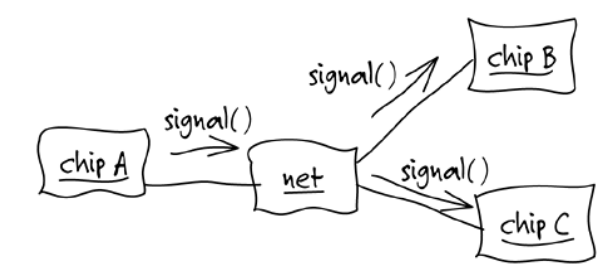 signal()
chip B
signal()
chip A
net
signal()
chip C